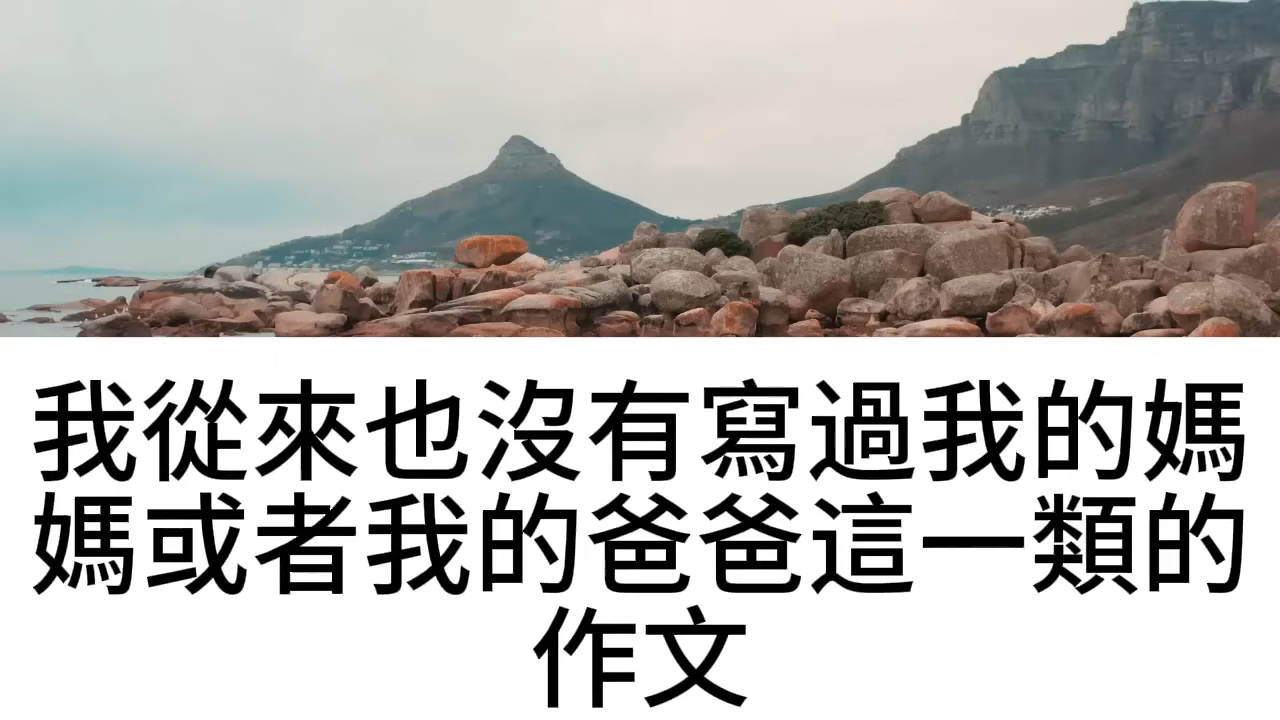 我從來也沒有寫過我的媽
媽或者我的爸爸這一類的
作文